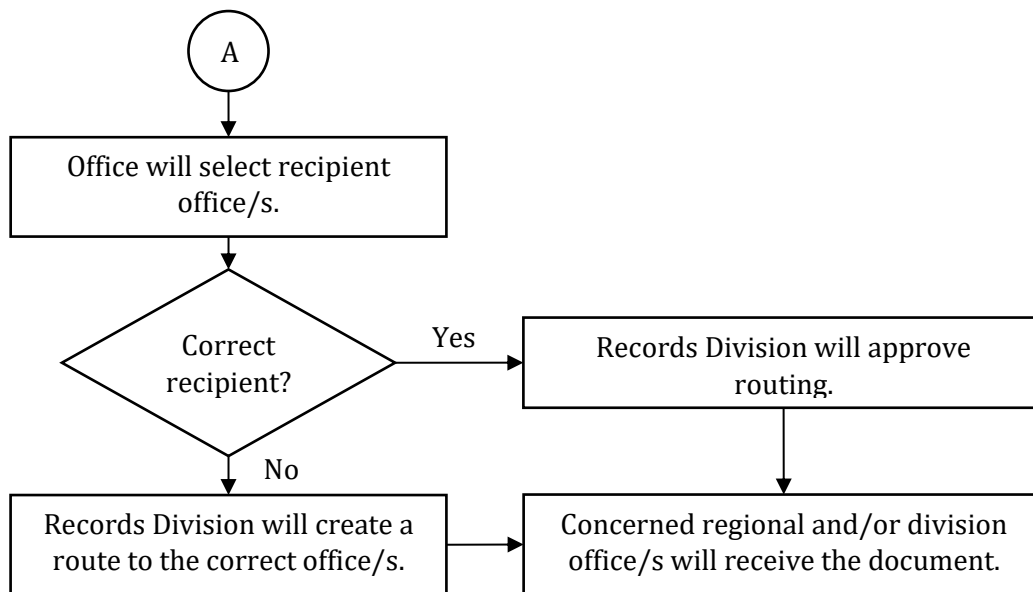 A
Office will select recipient
office/s.
Correct
recipient?
Yes
Records Division will approve
routing.
No
Records Division will create a
route to the correct office/s.
Concerned regional and/or division
office/s will receive the document.